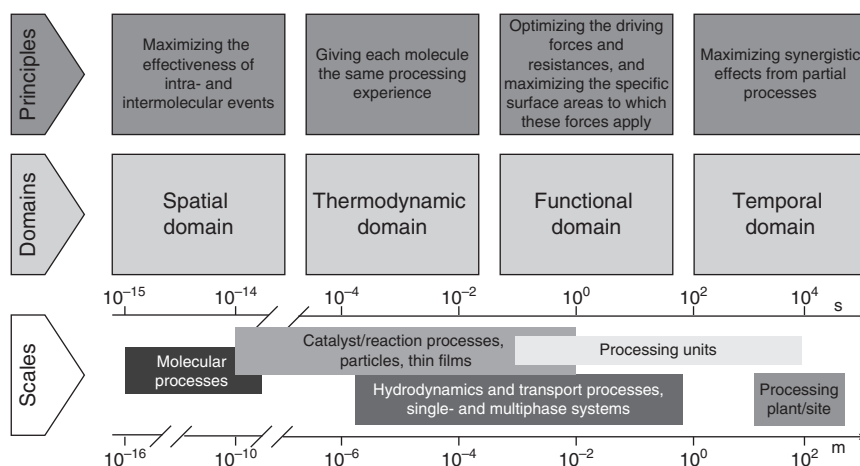 Principles
Maximizing the
effectiveness of
intra- and
intermolecular events
Giving each molecule
the same processing
experience
Optimizing the driving
forces and
resistances, and
maximizing the specific
surface areas to which
these forces apply
Maximizing synergistic
effects from partial
processes
Domains
Spatial
domain
Thermodynamic
domain
Functional
domain
Temporal
domain
Scales
10⁻¹⁵ 10⁻¹⁴ 10⁻⁴ 10⁻² 10⁰ 10² 10⁴ s
Molecular
processes
Catalyst/reaction processes,
particles, thin films
Processing units
Hydrodynamics and transport processes,
single- and multiphase systems
Processing
plant/site
10⁻¹⁶ 10⁻¹⁰ 10⁻⁶ 10⁻⁴ 10⁻² 10⁰ 10² m